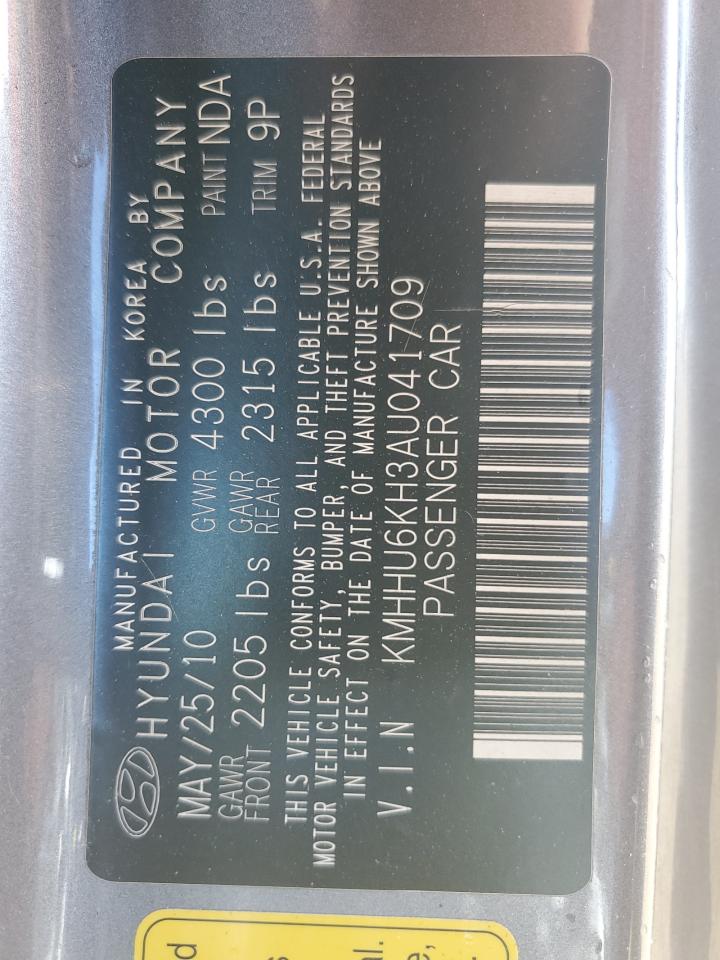 MANUFACTURED IN KOREA BY
HYUNDAI MOTOR COMPANY
MAY/25/10 GVWR 4300 lbs PAINT NDA
GAWR FRONT 2205 lbs GAWR REAR 2315 lbs TRIM 9P
THIS VEHICLE CONFORMS TO ALL APPLICABLE U.S.A. FEDERAL
MOTOR VEHICLE SAFETY, BUMPER, AND THEFT PREVENTION STANDARDS
IN EFFECT ON THE DATE OF MANUFACTURE SHOWN ABOVE
V.I.N KMHHU6KH3AU041709
PASSENGER CAR